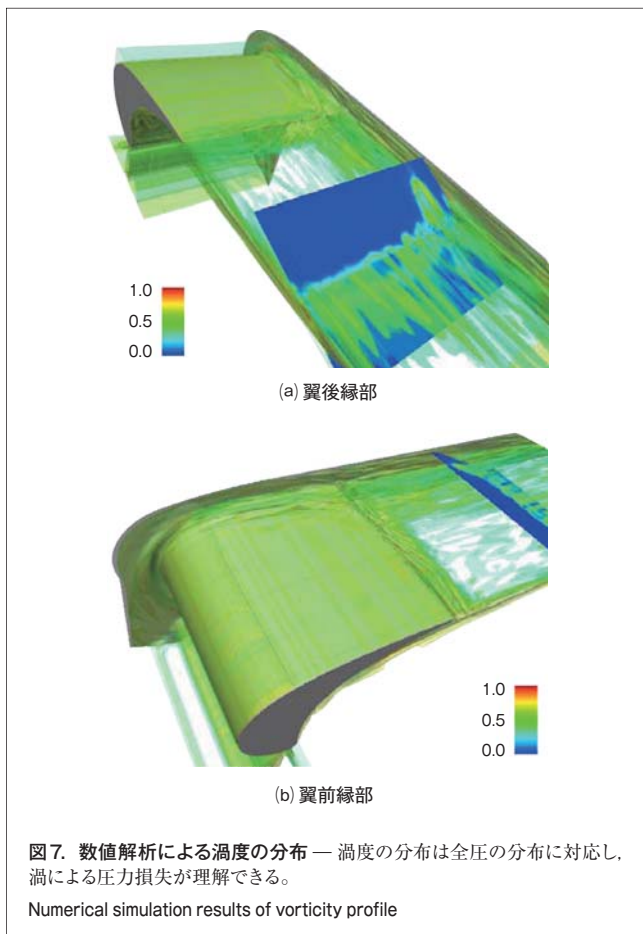 1.0
0.5
0.0
(a) 翼後縁部
1.0
0.5
0.0
(b) 翼前縁部
図7. 数値解析による渦度の分布 — 渦度の分布は全圧の分布に対応し,
渦による圧力損失が理解できる。
Numerical simulation results of vorticity profile